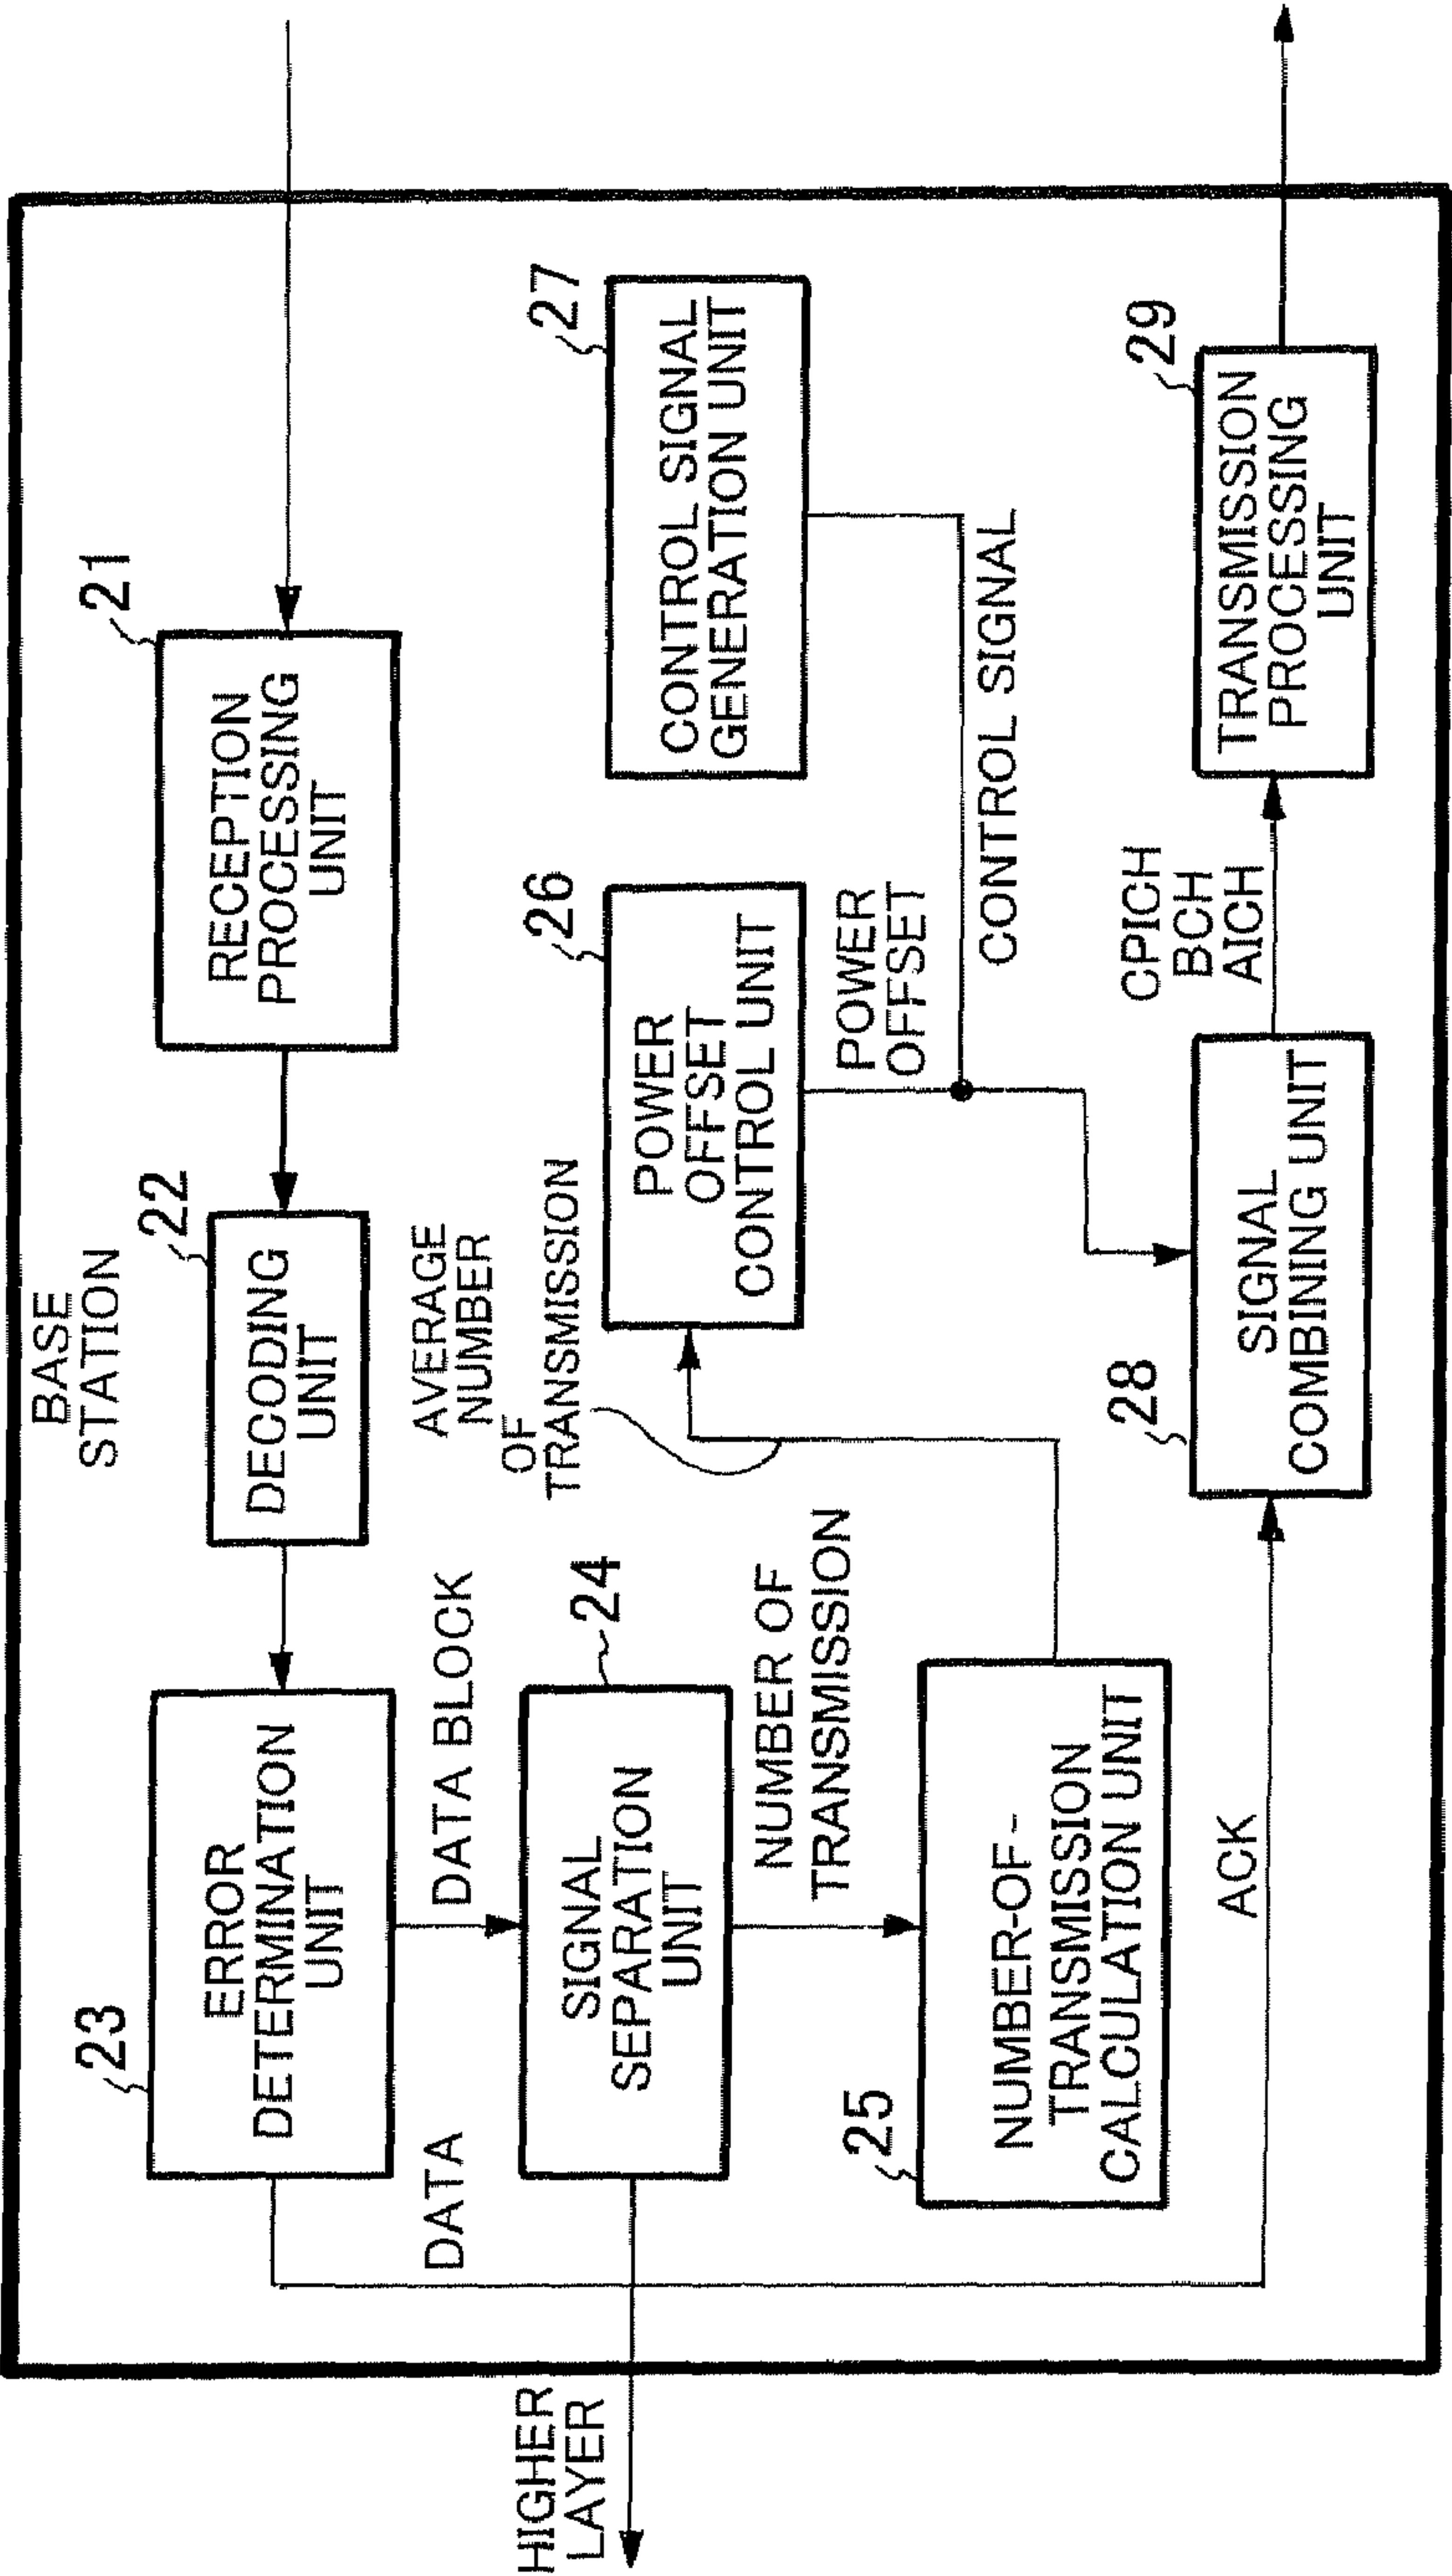 BASE
STATION
21
RECEPTION
PROCESSING
UNIT
22
DECODING
UNIT
23
ERROR
DETERMINATION
UNIT
DATA BLOCK
DATA
HIGHER
LAYER
24
SIGNAL
SEPARATION
UNIT
NUMBER OF
TRANSMISSION
25
NUMBER-OF-
TRANSMISSION
CALCULATION UNIT
AVERAGE
NUMBER
OF
TRANSMISSION
26
POWER
OFFSET
CONTROL UNIT
POWER
OFFSET
27
CONTROL SIGNAL
GENERATION UNIT
CONTROL SIGNAL
ACK
28
SIGNAL
COMBINING UNIT
CPICH
BCH
AICH
29
TRANSMISSION
PROCESSING
UNIT